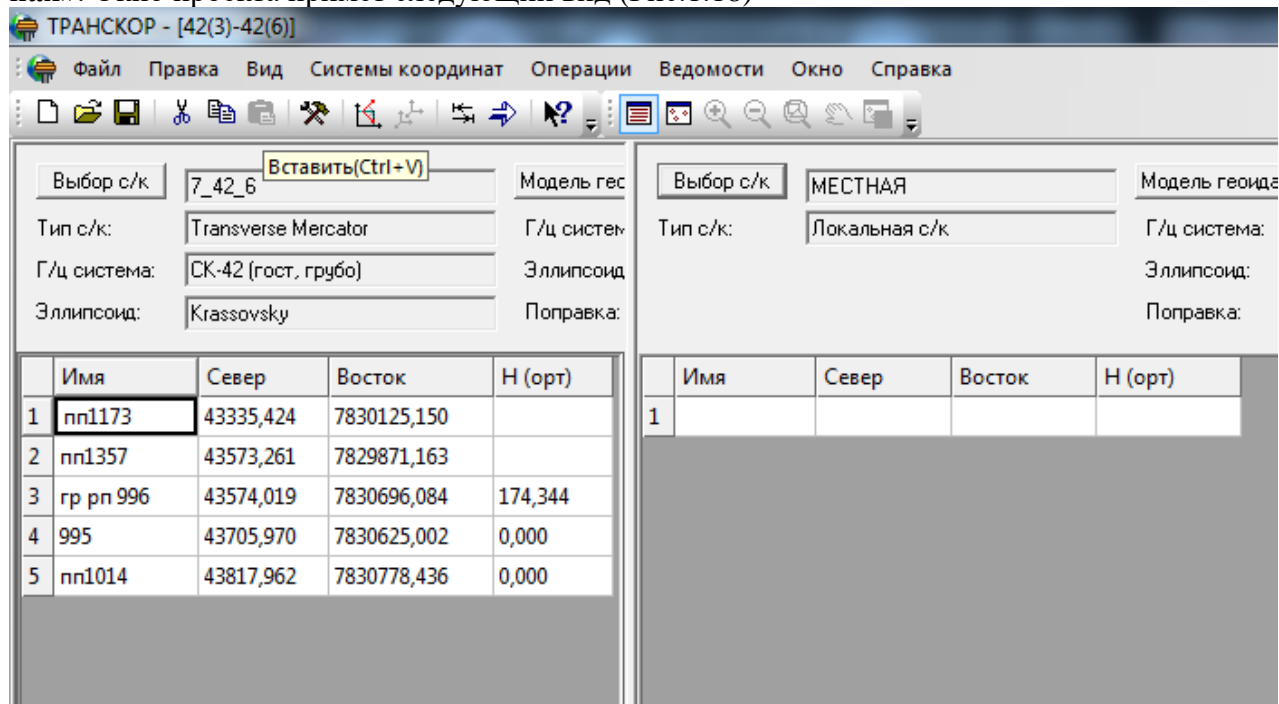 ТРАНСКОР - [42(3)-42(6)]
Файл Правка Вид Системы координат Операции Ведомости Окно Справка
Вставить(Ctrl+V)
Выбор с/к 7_42_6 Модель гео
Тип с/к: Transverse Mercator Г/ц систем
Г/ц система: СК-42 (гост, грубо) Эллипсоид
Эллипсоид: Krassovsky Поправка:
Имя Север Восток H (орт)
1 пп1173 43335,424 7830125,150
2 пп1357 43573,261 7829871,163
3 гр рп 996 43574,019 7830696,084 174,344
4 995 43705,970 7830625,002 0,000
5 пп1014 43817,962 7830778,436 0,000
Выбор с/к МЕСТНАЯ Модель геоида
Тип с/к: Локальная с/к Г/ц система:
Эллипсоид:
Поправка:
Имя Север Восток H (орт)
1